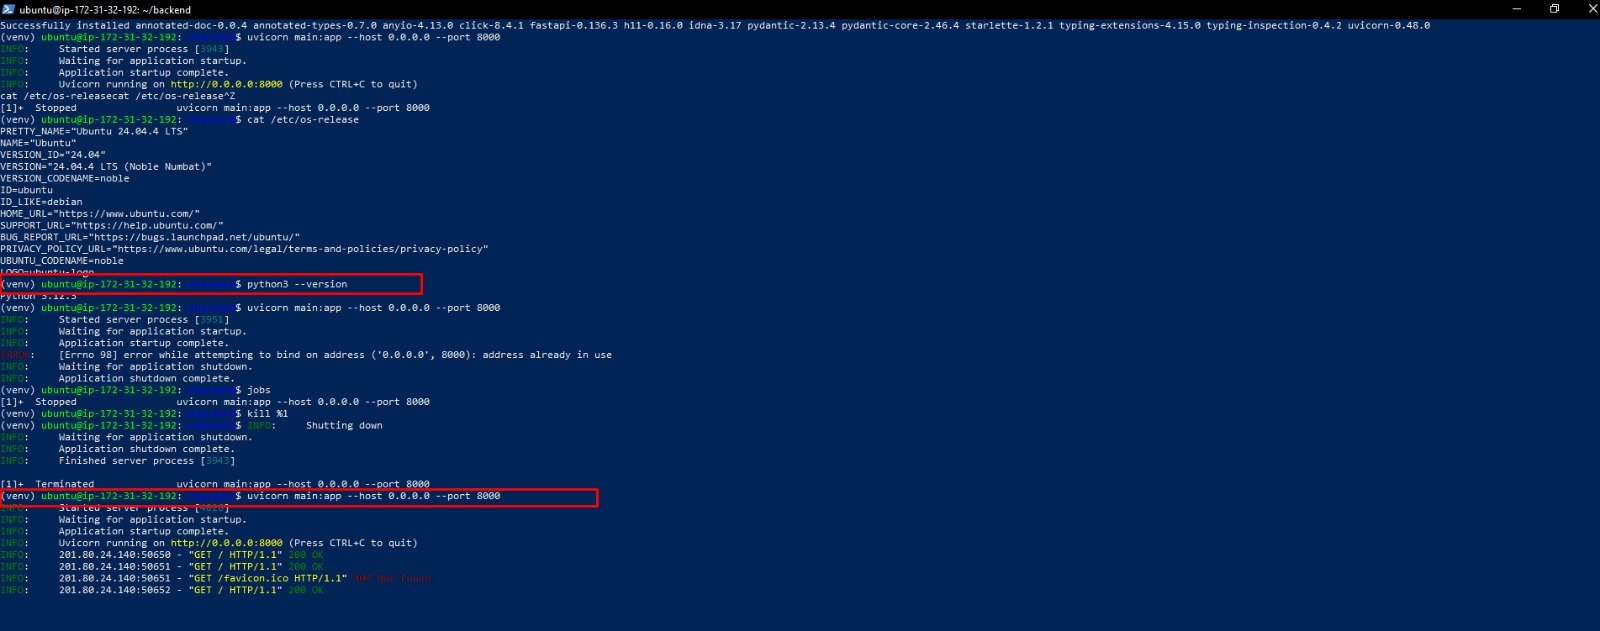 ubuntu@ip-172-31-32-192: ~/backend
Successfully installed annotated-doc-0.0.4 annotated-types-0.7.0 anyio-4.13.0 click-8.4.1 fastapi-0.136.3 h11-0.16.0 idna-3.17 pydantic-2.13.4 pydantic-core-2.46.4 starlette-1.2.1 typing-extensions-4.15.0 typing-inspection-0.4.2 uvicorn-0.48.0
(venv) ubuntu@ip-172-31-32-192:$ uvicorn main:app --host 0.0.0.0 --port 8000
INFO:     Started server process [3943]
INFO:     Waiting for application startup.
INFO:     Application startup complete.
INFO:     Uvicorn running on http://0.0.0.0:8000 (Press CTRL+C to quit)
cat /etc/os-releasecat /etc/os-release^Z
[1]+  Stopped                 uvicorn main:app --host 0.0.0.0 --port 8000
(venv) ubuntu@ip-172-31-32-192:$ cat /etc/os-release
PRETTY_NAME="Ubuntu 24.04.4 LTS"
NAME="Ubuntu"
VERSION_ID="24.04"
VERSION="24.04.4 LTS (Noble Numbat)"
VERSION_CODENAME=noble
ID=ubuntu
ID_LIKE=debian
HOME_URL="https://www.ubuntu.com/"
SUPPORT_URL="https://help.ubuntu.com/"
BUG_REPORT_URL="https://bugs.launchpad.net/ubuntu/"
PRIVACY_POLICY_URL="https://www.ubuntu.com/legal/terms-and-policies/privacy-policy"
UBUNTU_CODENAME=noble
LOGO=ubuntu-logo
(venv) ubuntu@ip-172-31-32-192:$ python3 --version
Python 3.12.3
(venv) ubuntu@ip-172-31-32-192:$ uvicorn main:app --host 0.0.0.0 --port 8000
INFO:     Started server process [3951]
INFO:     Waiting for application startup.
INFO:     Application startup complete.
ERROR:    [Errno 98] error while attempting to bind on address ('0.0.0.0', 8000): address already in use
INFO:     Waiting for application shutdown.
INFO:     Application shutdown complete.
(venv) ubuntu@ip-172-31-32-192:$ jobs
[1]+  Stopped                 uvicorn main:app --host 0.0.0.0 --port 8000
(venv) ubuntu@ip-172-31-32-192:$ kill %1
(venv) ubuntu@ip-172-31-32-192:$ INFO:     Shutting down
INFO:     Waiting for application shutdown.
INFO:     Application shutdown complete.
INFO:     Finished server process [3943]
[1]+  Terminated              uvicorn main:app --host 0.0.0.0 --port 8000
(venv) ubuntu@ip-172-31-32-192:$ uvicorn main:app --host 0.0.0.0 --port 8000
INFO:     Started server process
INFO:     Waiting for application startup.
INFO:     Application startup complete.
INFO:     Uvicorn running on http://0.0.0.0:8000 (Press CTRL+C to quit)
INFO:     201.80.24.140:50650 - "GET / HTTP/1.1" 200 OK
INFO:     201.80.24.140:50651 - "GET / HTTP/1.1" 200 OK
INFO:     201.80.24.140:50651 - "GET /favicon.ico HTTP/1.1" 404 Not Found
INFO:     201.80.24.140:50652 - "GET / HTTP/1.1" 200 OK